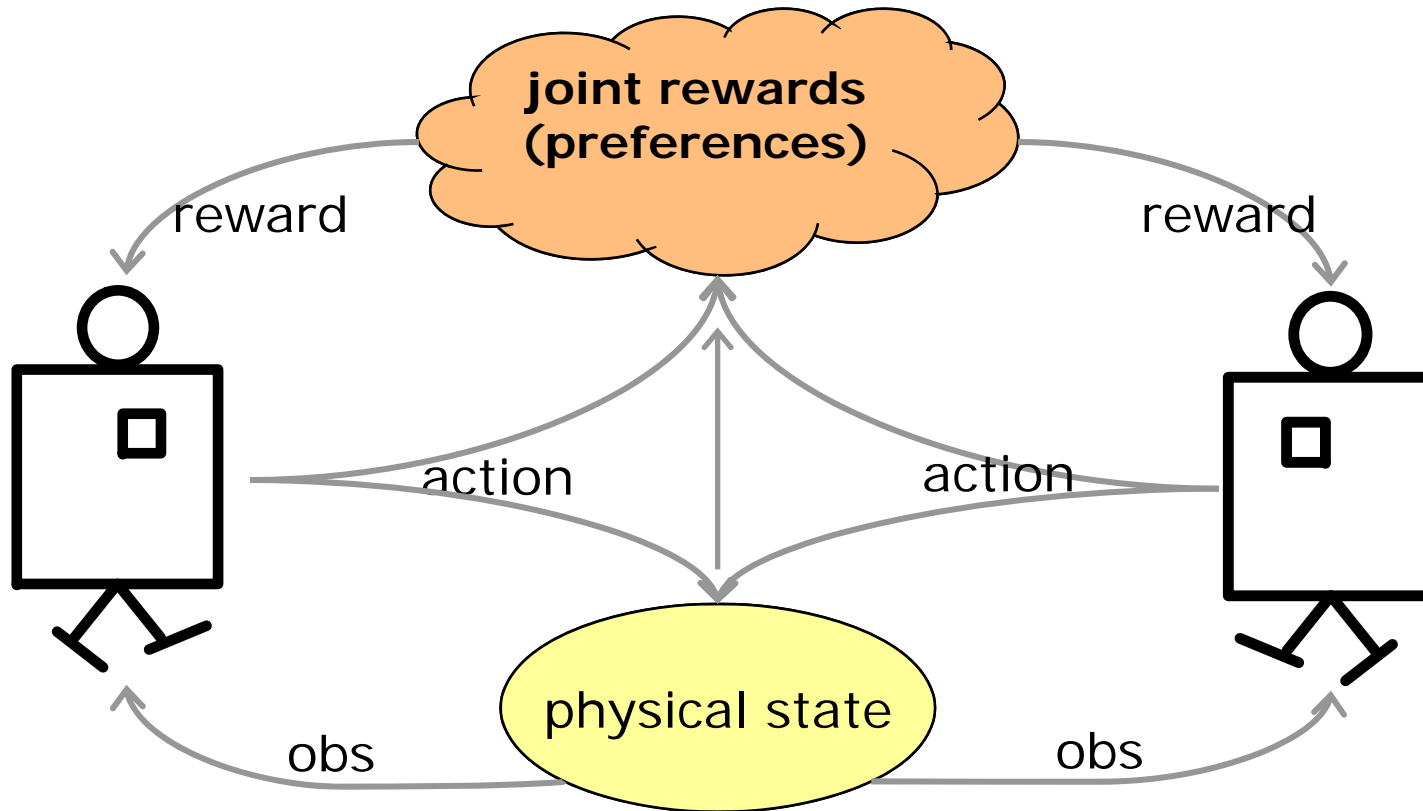 joint rewards
(preferences)
reward
reward
action
action
physical state
obs
obs